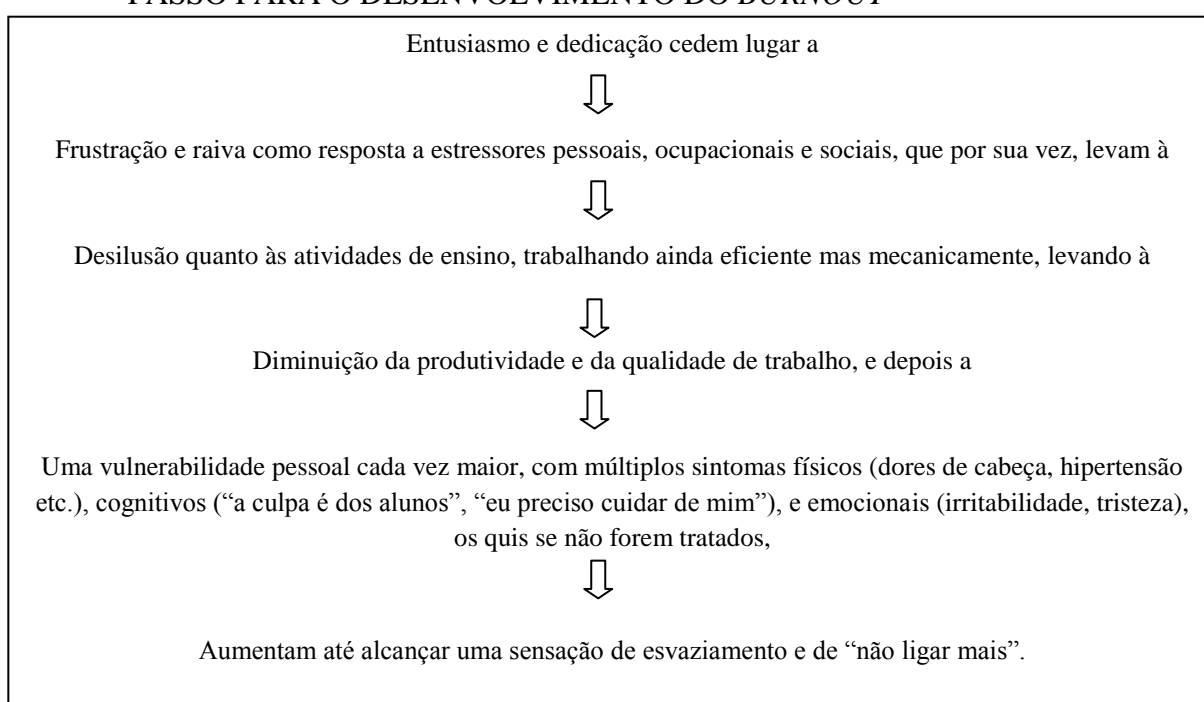 PASSO PARA O DESENVOLVIMENTO DO BURNOUT
Entusiasmo e dedicação cedem lugar a
Frustração e raiva como resposta a estressores pessoais, ocupacionais e sociais, que por sua vez, levam à
Desilusão quanto às atividades de ensino, trabalhando ainda eficiente mas mecanicamente, levando à
Diminuição da produtividade e da qualidade de trabalho, e depois a
Uma vulnerabilidade pessoal cada vez maior, com múltiplos sintomas físicos (dores de cabeça, hipertensão
etc.), cognitivos (“a culpa é dos alunos”, “eu preciso cuidar de mim”), e emocionais (irritabilidade, tristeza),
os quis se não forem tratados,
Aumentam até alcançar uma sensação de esvaziamento e de “não ligar mais”.